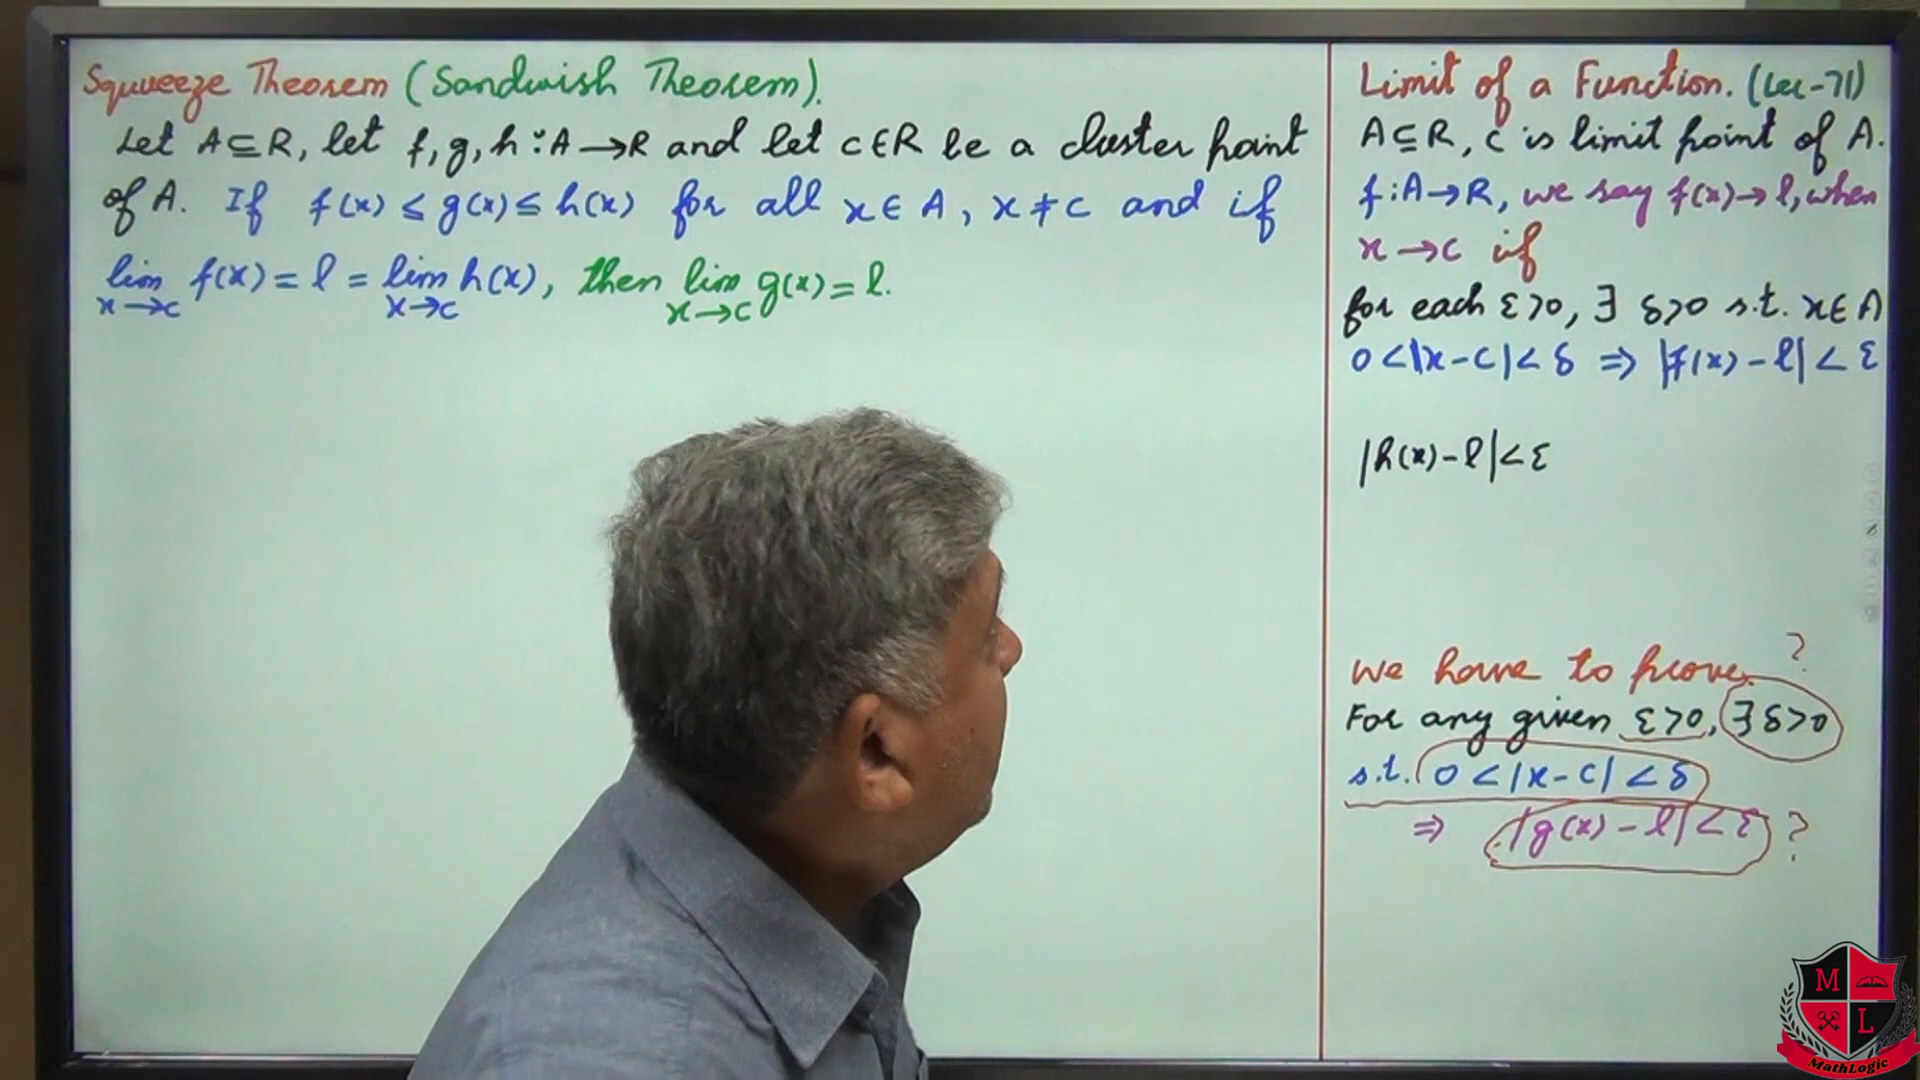 Squeeze Theorem (Sandwish Theorem).
Let A⊆R, let f, g, h : A→R and let c∈R be a cluster point
of A. If f(x) ≤ g(x) ≤ h(x) for all x∈A, x≠c and if
lim x→c f(x) = l = lim x→c h(x), then lim x→c g(x) = l.
Limit of a Function. (Lec-71)
A⊆R, c is limit point of A.
f:A→R, we say f(x)→l, when
x→c if
for each ε>0, ∃ δ>0 s.t. x∈A
0<|x-c|<δ ⇒ |f(x)-l|<ε
|h(x)-l|<ε
We have to prove. ?
For any given ε>0, ∃ δ>0
s.t. 0<|x-c|<δ
⇒ |g(x)-l|<ε ?
M L
MathLogic